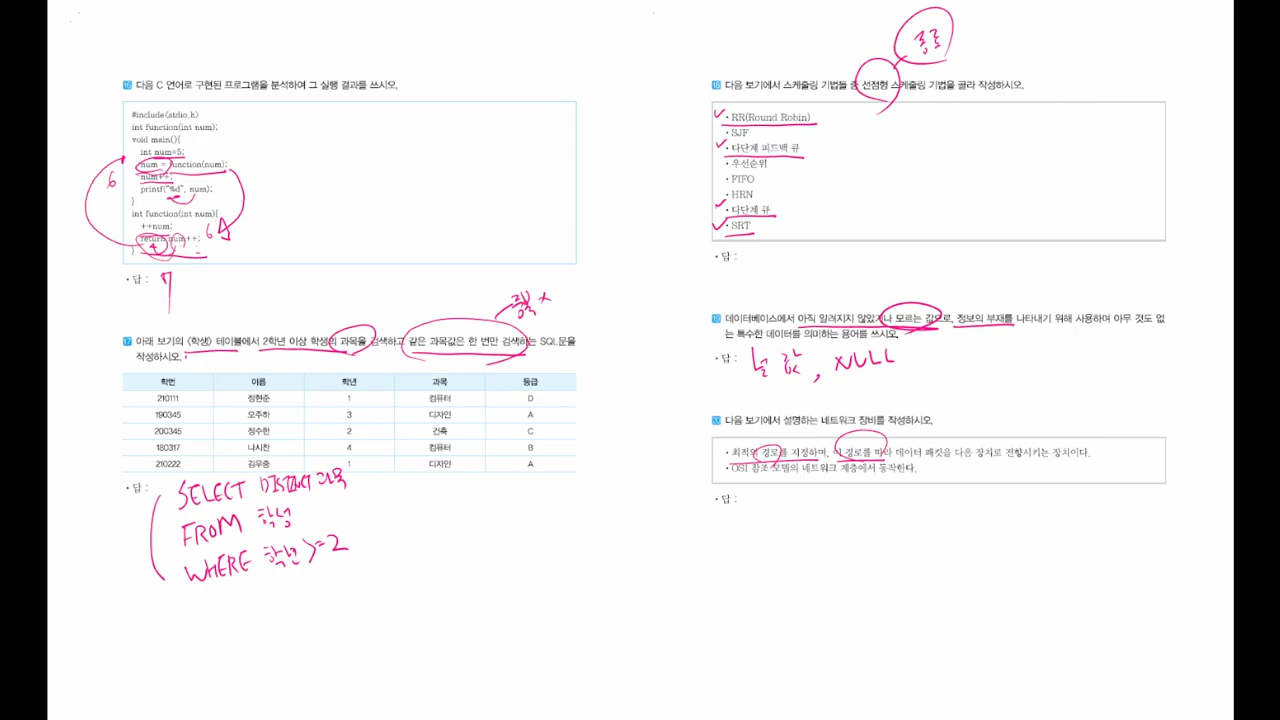 16 다음 C 언어로 구현된 프로그램을 분석하여 그 실행 결과를 쓰시오.
#include<stdio.h>
int function(int num);
void main(){
int num=5;
num = function(num);
num++;
printf("%d", num);
}
int function(int num){
++num;
return num++;
}
6
6
• 답 : 7
중복 ×
17 아래 보기의 <학생> 테이블에서 2학년 이상 학생의 과목을 검색하고 같은 과목값은 한 번만 검색하는 SQL문을
작성하시오.
학번 이름 학년 과목 등급
210111 정현준 1 컴퓨터 D
190345 오주하 3 디자인 A
200345 정수한 2 건축 C
180317 나시찬 4 컴퓨터 B
210222 김우중 1 디자인 A
• 답 :
SELECT DISTINCT 과목
FROM 학생
WHERE 학년 >= 2
종료
18 다음 보기에서 스케줄링 기법들 중 선점형 스케줄링 기법을 골라 작성하시오.
• RR(Round Robin)
• SJF
• 다단계 피드백 큐
• 우선순위
• FIFO
• HRN
• 다단계 큐
• SRT
• 답 :
19 데이터베이스에서 아직 알려지지 않았거나 모르는 값으로, 정보의 부재를 나타내기 위해 사용하며 아무 것도 없
는 특수한 데이터를 의미하는 용어를 쓰시오.
• 답 : 널 값, NULL
20 다음 보기에서 설명하는 네트워크 장비를 작성하시오.
• 최적의 경로를 지정하며, 이 경로를 따라 데이터 패킷을 다음 장치로 전향시키는 장치이다.
• OSI 참조 모델의 네트워크 계층에서 동작한다.
• 답 :